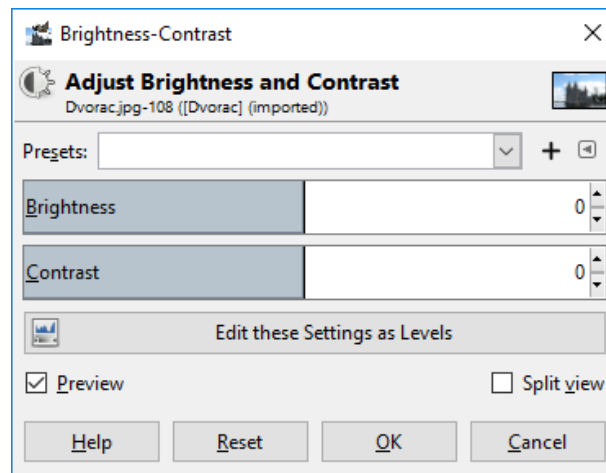 Brightness-Contrast
Adjust Brightness and Contrast
Dvorac.jpg-108 ([Dvorac] (imported))
Presets:
Brightness 0
Contrast 0
Edit these Settings as Levels
Preview Split view
Help Reset OK Cancel